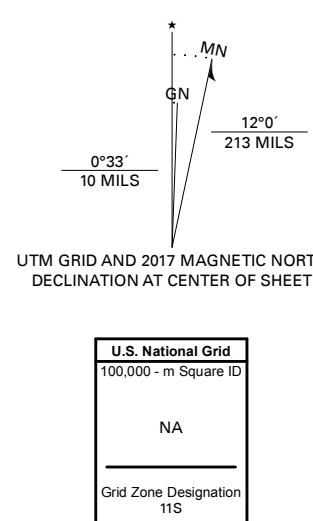 ★
MN
GN
12°0´
213 MILS
0°33´
10 MILS
UTM GRID AND 2017 MAGNETIC NORT
DECLINATION AT CENTER OF SHEET
U.S. National Grid
100,000 - m Square ID
NA
Grid Zone Designation
11S